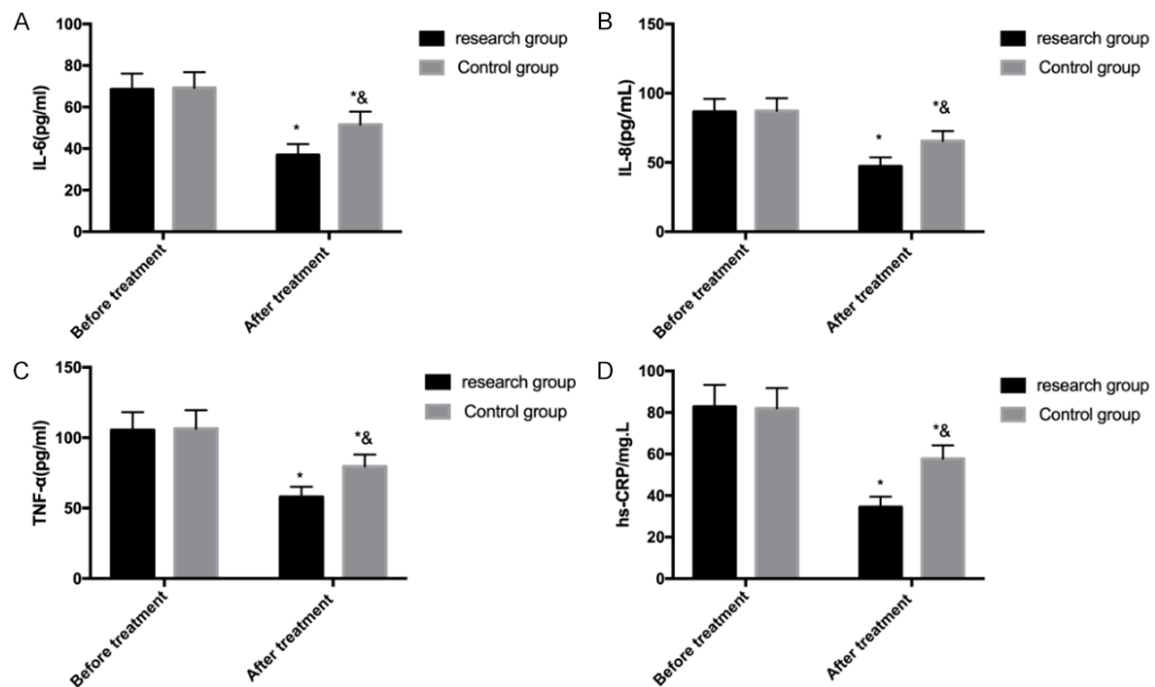 A
IL-6(pg/ml)
100
80
60
40
20
0
*
*&
research group
Control group
Before treatment
After treatment
B
IL-8(pg/mL)
150
100
50
0
*
*&
research group
Control group
Before treatment
After treatment
C
TNF-α(pg/ml)
150
100
50
0
*
*&
research group
Control group
Before treatment
After treatment
D
hs-CRP/mg.L
100
80
60
40
20
0
*
*&
research group
Control group
Before treatment
After treatment